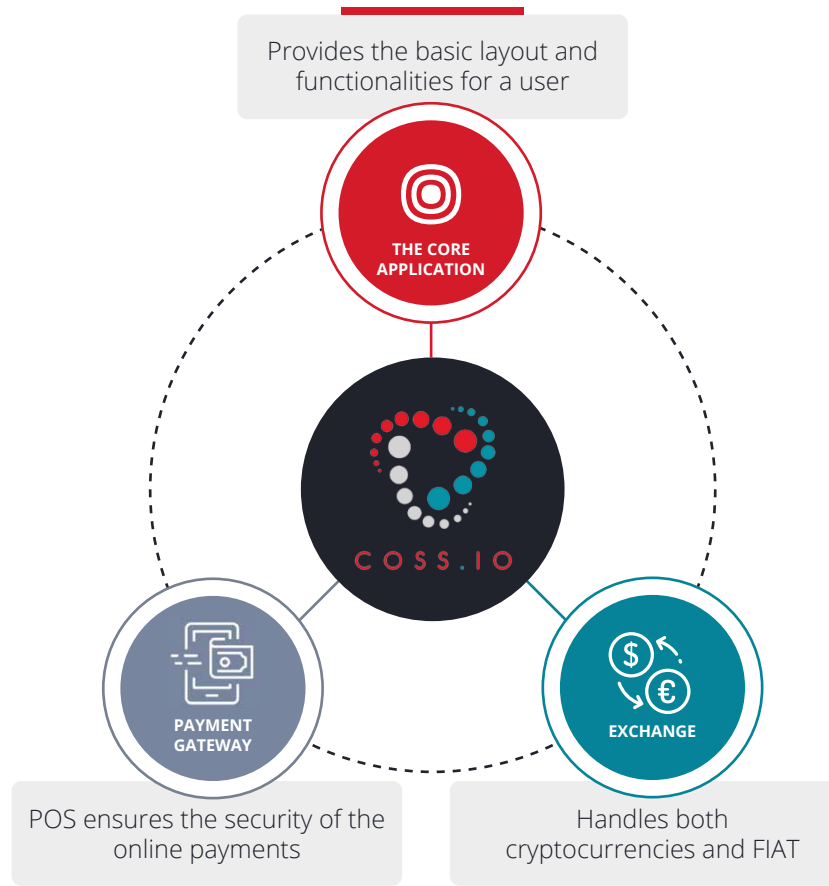 Provides the basic layout and
functionalities for a user
THE CORE
APPLICATION
COSS.IO
PAYMENT
GATEWAY
$
€
EXCHANGE
POS ensures the security of the
online payments
Handles both
cryptocurrencies and FIAT